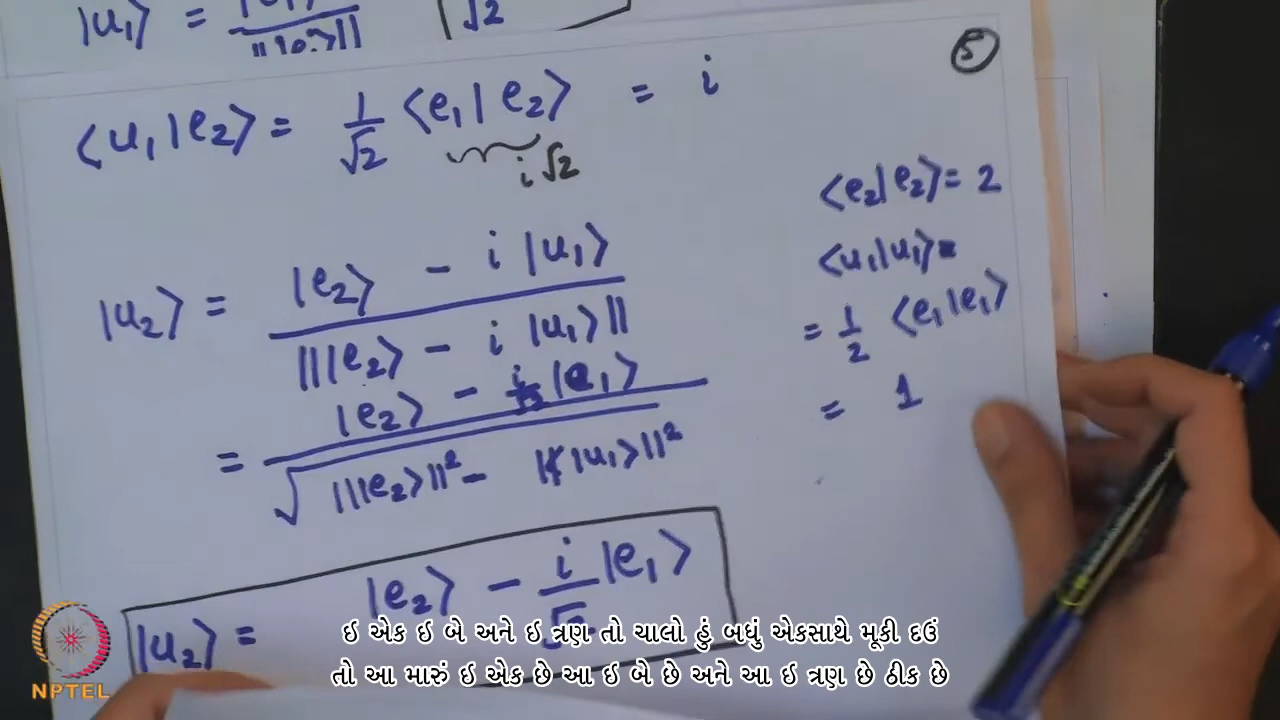 |u₁⟩ = √2
⟨u₁|e₂⟩ = 1/√2 ⟨e₁|e₂⟩ = i
i√2
5
⟨e₂|e₂⟩ = 2
⟨u₁|u₁⟩ =
= 1/2 ⟨e₁|e₁⟩
= 1
|u₂⟩ = (|e₂⟩ - i |u₁⟩) / (|| |e₂⟩ - i |u₁⟩ ||)
= (|e₂⟩ - i/√2 |e₁⟩) / √(|| |e₂⟩ ||² - || |u₁⟩ ||²)
|u₂⟩ = |e₂⟩ - i/√2 |e₁⟩
ઇ એક ઇ બે અને ઇ ત્રણ તો ચાલો હું બધું એકસાથે મૂકી દઉં
તો આ મારું ઇ એક છે આ ઇ બે છે અને આ ઇ ત્રણ છે ઠીક છે
NPTEL